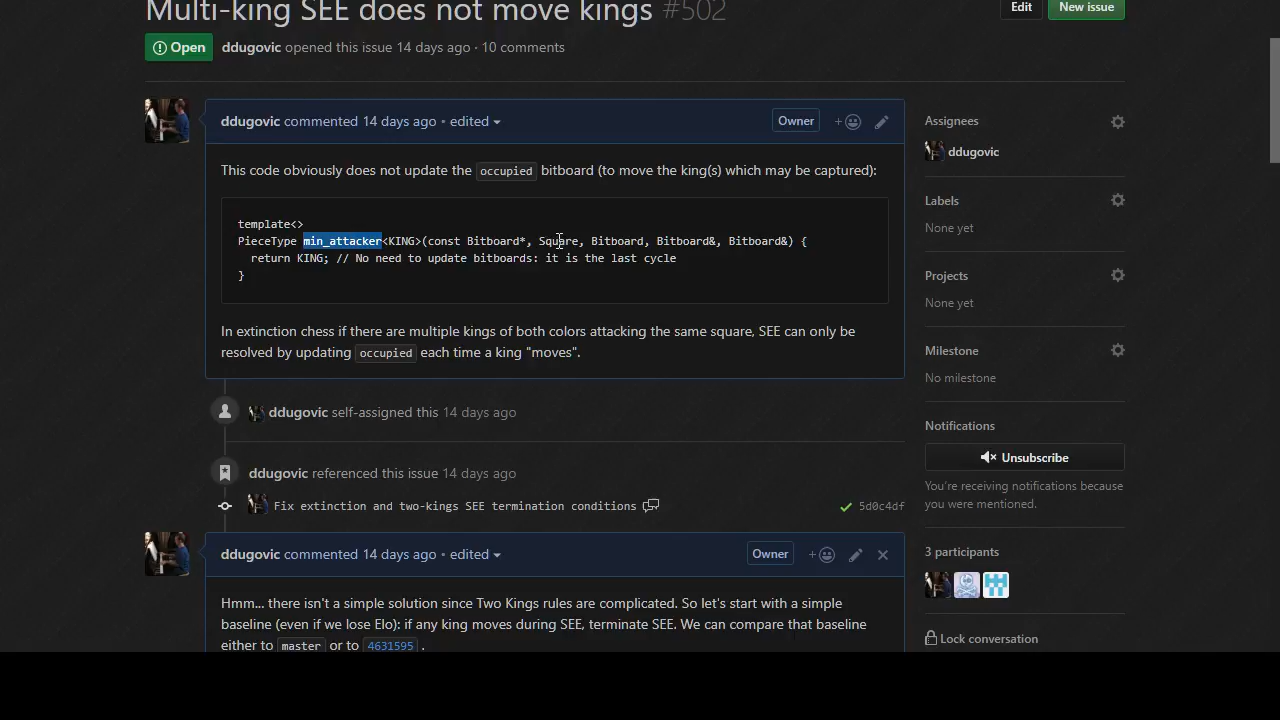 Multi-king SEE does not move kings #502
Edit
New issue
Open
ddugovic opened this issue 14 days ago · 10 comments
ddugovic commented 14 days ago • edited
Owner
This code obviously does not update the occupied bitboard (to move the king(s) which may be captured):
template<>
PieceType min_attacker<KING>(const Bitboard*, Square, Bitboard, Bitboard&, Bitboard&) {
return KING; // No need to update bitboards: it is the last cycle
}
In extinction chess if there are multiple kings of both colors attacking the same square, SEE can only be
resolved by updating occupied each time a king "moves".
ddugovic self-assigned this 14 days ago
ddugovic referenced this issue 14 days ago
Fix extinction and two-kings SEE termination conditions
5d0c4df
ddugovic commented 14 days ago • edited
Owner
Hmm... there isn't a simple solution since Two Kings rules are complicated. So let's start with a simple
baseline (even if we lose Elo): if any king moves during SEE, terminate SEE. We can compare that baseline
either to master or to 4631595 .
Assignees
ddugovic
Labels
None yet
Projects
None yet
Milestone
No milestone
Notifications
Unsubscribe
You're receiving notifications because
you were mentioned.
3 participants
Lock conversation